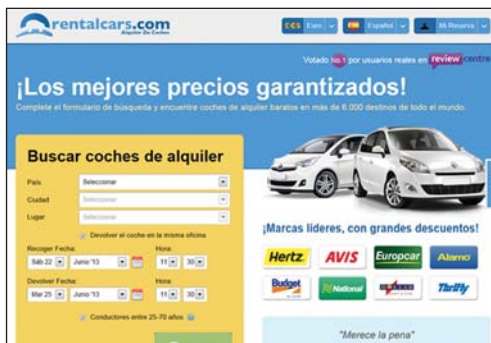 rentalcars.com
Alquiler De Coches
€£$ Euro
Español
Mi Reserva
Votado No.1 por usuarios reales en reviewcentre
¡Los mejores precios garantizados!
Complete el formulario de búsqueda y encuentre coches de alquiler baratos en más de 6.000 destinos de todo el mundo.
Buscar coches de alquiler
País Seleccionar
Ciudad Seleccionar
Lugar Seleccionar
Devolver el coche en la misma oficina
Recoger Fecha: Hora
Sáb 22 Junio '13 11 30
Devolver Fecha: Hora
Mar 25 Junio '13 11 30
Conductores entre 25-70 años
¡Marcas líderes, con grandes descuentos!
Hertz AVIS Europcar Alamo
Budget National Thrifty
"Merece la pena"